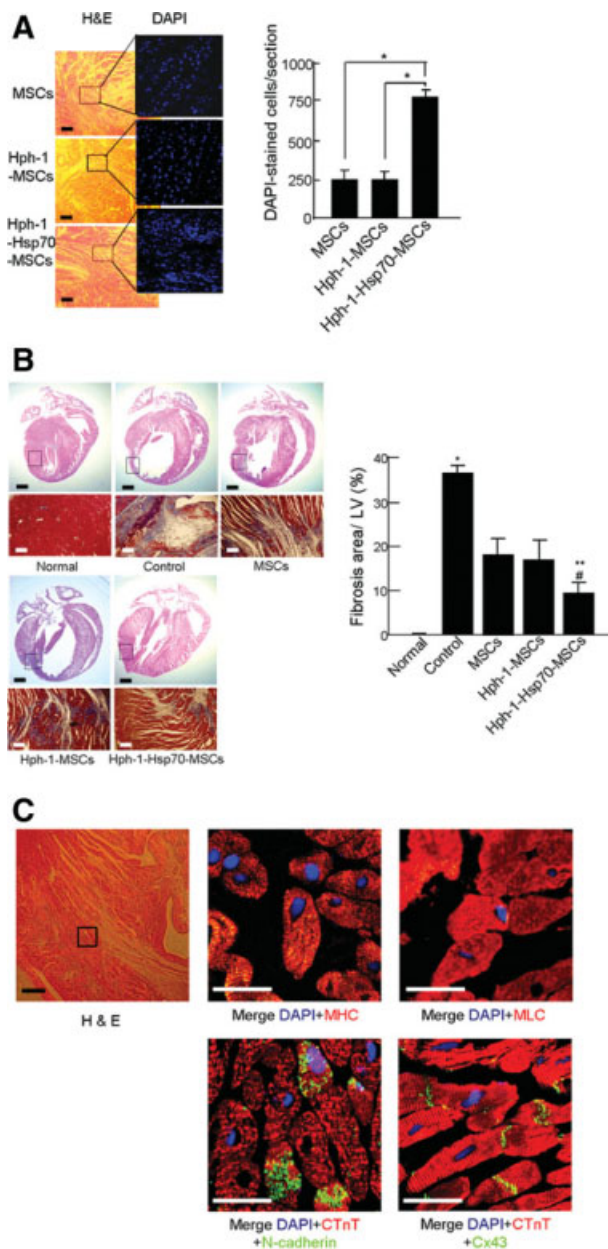 A
H&E
DAPI
MSCs
Hph-1
-MSCs
Hph-1
-Hsp70
-MSCs
DAPI-stained cells/section
1000
750
500
250
0
*
*
MSCs
Hph-1-MSCs
Hph-1-Hsp70-MSCs
B
Normal
Control
MSCs
Hph-1-MSCs
Hph-1-Hsp70-MSCs
Fibrosis area/ LV (%)
40
30
20
10
0
*
**
#
Normal
Control
MSCs
Hph-1-MSCs
Hph-1-Hsp70-MSCs
C
H & E
Merge DAPI+MHC
Merge DAPI+MLC
Merge DAPI+CTnT
+N-cadherin
Merge DAPI+CTnT
+Cx43